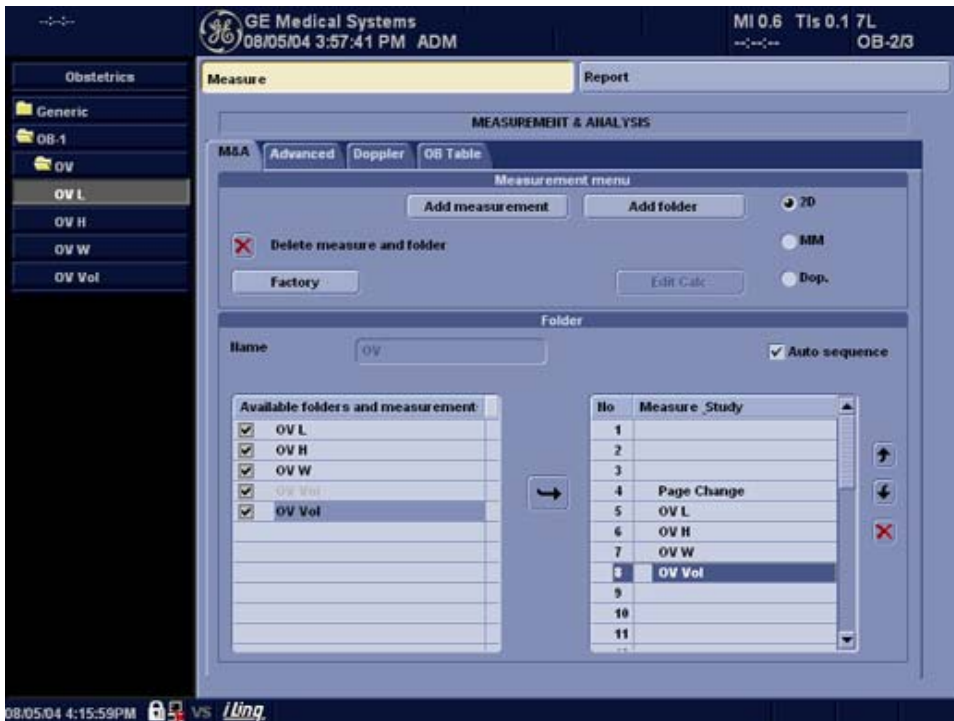 --:--:--
GE Medical Systems
08/05/04 3:57:41 PM ADM
MI 0.6 TIs 0.1 7L
--:--:-- OB-2/3
Obstetrics
Generic
OB-1
OV
OV L
OV H
OV W
OV Vol
Measure
Report
MEASUREMENT & ANALYSIS
M&A Advanced Doppler OB Table
Measurement menu
Add measurement Add folder 2D
Delete measure and folder MM
Factory Edit Calc Dop.
Folder
Name OV Auto sequence
Available folders and measurement
OV L
OV H
OV W
OV Vol
OV Vol
No Measure_Study
1
2
3
4 Page Change
5 OV L
6 OV H
7 OV W
8 OV Vol
9
10
11
08/05/04 4:15:59PM VS iLinq